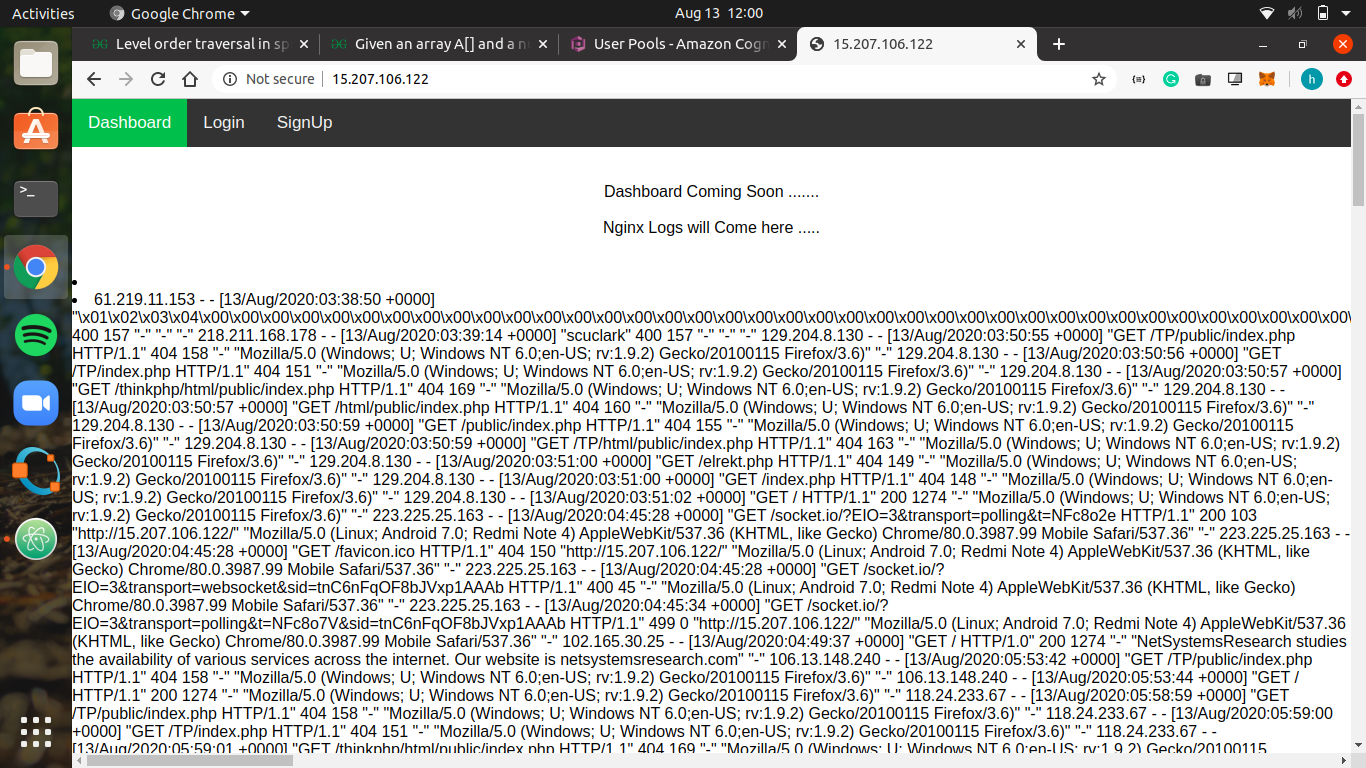 Activities Google Chrome Aug 13 12:00
Level order traversal in sp Given an array A[] and a nu User Pools - Amazon Cogn 15.207.106.122
Not secure 15.207.106.122 h
Dashboard Login SignUp
Dashboard Coming Soon .......
Nginx Logs will Come here .....
61.219.11.153 - - [13/Aug/2020:03:38:50 +0000]
"\x01\x02\x03\x04\x00\x00\x00\x00\x00\x00\x00\x00\x00\x00\x00\x00\x00\x00\x00\x00\x00\x00\x00\x00\x00\x00\x00\x00\x00\x00\x00\x00\x00\x00\x00\x00\x00\x00\x00\x00\x00\
400 157 "-" "-" "-" 218.211.168.178 - - [13/Aug/2020:03:39:14 +0000] "scuclark" 400 157 "-" "-" "-" 129.204.8.130 - - [13/Aug/2020:03:50:55 +0000] "GET /TP/public/index.php
HTTP/1.1" 404 158 "-" "Mozilla/5.0 (Windows; U; Windows NT 6.0;en-US; rv:1.9.2) Gecko/20100115 Firefox/3.6)" "-" 129.204.8.130 - - [13/Aug/2020:03:50:56 +0000] "GET
/TP/index.php HTTP/1.1" 404 151 "-" "Mozilla/5.0 (Windows; U; Windows NT 6.0;en-US; rv:1.9.2) Gecko/20100115 Firefox/3.6)" "-" 129.204.8.130 - - [13/Aug/2020:03:50:57 +0000]
"GET /thinkphp/html/public/index.php HTTP/1.1" 404 169 "-" "Mozilla/5.0 (Windows; U; Windows NT 6.0;en-US; rv:1.9.2) Gecko/20100115 Firefox/3.6)" "-" 129.204.8.130 - -
[13/Aug/2020:03:50:57 +0000] "GET /html/public/index.php HTTP/1.1" 404 160 "-" "Mozilla/5.0 (Windows; U; Windows NT 6.0;en-US; rv:1.9.2) Gecko/20100115 Firefox/3.6)" "-"
129.204.8.130 - - [13/Aug/2020:03:50:59 +0000] "GET /public/index.php HTTP/1.1" 404 155 "-" "Mozilla/5.0 (Windows; U; Windows NT 6.0;en-US; rv:1.9.2) Gecko/20100115
Firefox/3.6)" "-" 129.204.8.130 - - [13/Aug/2020:03:50:59 +0000] "GET /TP/html/public/index.php HTTP/1.1" 404 163 "-" "Mozilla/5.0 (Windows; U; Windows NT 6.0;en-US; rv:1.9.2)
Gecko/20100115 Firefox/3.6)" "-" 129.204.8.130 - - [13/Aug/2020:03:51:00 +0000] "GET /elrekt.php HTTP/1.1" 404 149 "-" "Mozilla/5.0 (Windows; U; Windows NT 6.0;en-US;
rv:1.9.2) Gecko/20100115 Firefox/3.6)" "-" 129.204.8.130 - - [13/Aug/2020:03:51:00 +0000] "GET /index.php HTTP/1.1" 404 148 "-" "Mozilla/5.0 (Windows; U; Windows NT 6.0;en-
US; rv:1.9.2) Gecko/20100115 Firefox/3.6)" "-" 129.204.8.130 - - [13/Aug/2020:03:51:02 +0000] "GET / HTTP/1.1" 200 1274 "-" "Mozilla/5.0 (Windows; U; Windows NT 6.0;en-US;
rv:1.9.2) Gecko/20100115 Firefox/3.6)" "-" 223.225.25.163 - - [13/Aug/2020:04:45:28 +0000] "GET /socket.io/?EIO=3&transport=polling&t=NFc8o2e HTTP/1.1" 200 103
"http://15.207.106.122/" "Mozilla/5.0 (Linux; Android 7.0; Redmi Note 4) AppleWebKit/537.36 (KHTML, like Gecko) Chrome/80.0.3987.99 Mobile Safari/537.36" "-" 223.225.25.163 - -
[13/Aug/2020:04:45:28 +0000] "GET /favicon.ico HTTP/1.1" 404 150 "http://15.207.106.122/" "Mozilla/5.0 (Linux; Android 7.0; Redmi Note 4) AppleWebKit/537.36 (KHTML, like
Gecko) Chrome/80.0.3987.99 Mobile Safari/537.36" "-" 223.225.25.163 - - [13/Aug/2020:04:45:28 +0000] "GET /socket.io/?
EIO=3&transport=websocket&sid=tnC6nFqOF8bJVxp1AAAb HTTP/1.1" 400 45 "-" "Mozilla/5.0 (Linux; Android 7.0; Redmi Note 4) AppleWebKit/537.36 (KHTML, like Gecko)
Chrome/80.0.3987.99 Mobile Safari/537.36" "-" 223.225.25.163 - - [13/Aug/2020:04:45:34 +0000] "GET /socket.io/?
EIO=3&transport=polling&t=NFc8o7V&sid=tnC6nFqOF8bJVxp1AAAb HTTP/1.1" 499 0 "http://15.207.106.122/" "Mozilla/5.0 (Linux; Android 7.0; Redmi Note 4) AppleWebKit/537.36
(KHTML, like Gecko) Chrome/80.0.3987.99 Mobile Safari/537.36" "-" 102.165.30.25 - - [13/Aug/2020:04:49:37 +0000] "GET / HTTP/1.0" 200 1274 "-" "NetSystemsResearch studies
the availability of various services across the internet. Our website is netsystemsresearch.com" "-" 106.13.148.240 - - [13/Aug/2020:05:53:42 +0000] "GET /TP/public/index.php
HTTP/1.1" 404 158 "-" "Mozilla/5.0 (Windows; U; Windows NT 6.0;en-US; rv:1.9.2) Gecko/20100115 Firefox/3.6)" "-" 106.13.148.240 - - [13/Aug/2020:05:53:44 +0000] "GET /
HTTP/1.1" 200 1274 "-" "Mozilla/5.0 (Windows; U; Windows NT 6.0;en-US; rv:1.9.2) Gecko/20100115 Firefox/3.6)" "-" 118.24.233.67 - - [13/Aug/2020:05:58:59 +0000] "GET
/TP/public/index.php HTTP/1.1" 404 158 "-" "Mozilla/5.0 (Windows; U; Windows NT 6.0;en-US; rv:1.9.2) Gecko/20100115 Firefox/3.6)" "-" 118.24.233.67 - - [13/Aug/2020:05:59:00
+0000] "GET /TP/index.php HTTP/1.1" 404 151 "-" "Mozilla/5.0 (Windows; U; Windows NT 6.0;en-US; rv:1.9.2) Gecko/20100115 Firefox/3.6)" "-" 118.24.233.67 - -
[13/Aug/2020:05:59:01 +0000] "GET /thinkphp/html/public/index.php HTTP/1.1" 404 169 "-" "Mozilla/5.0 (Windows; U; Windows NT 6.0;en-US; rv:1.9.2) Gecko/20100115